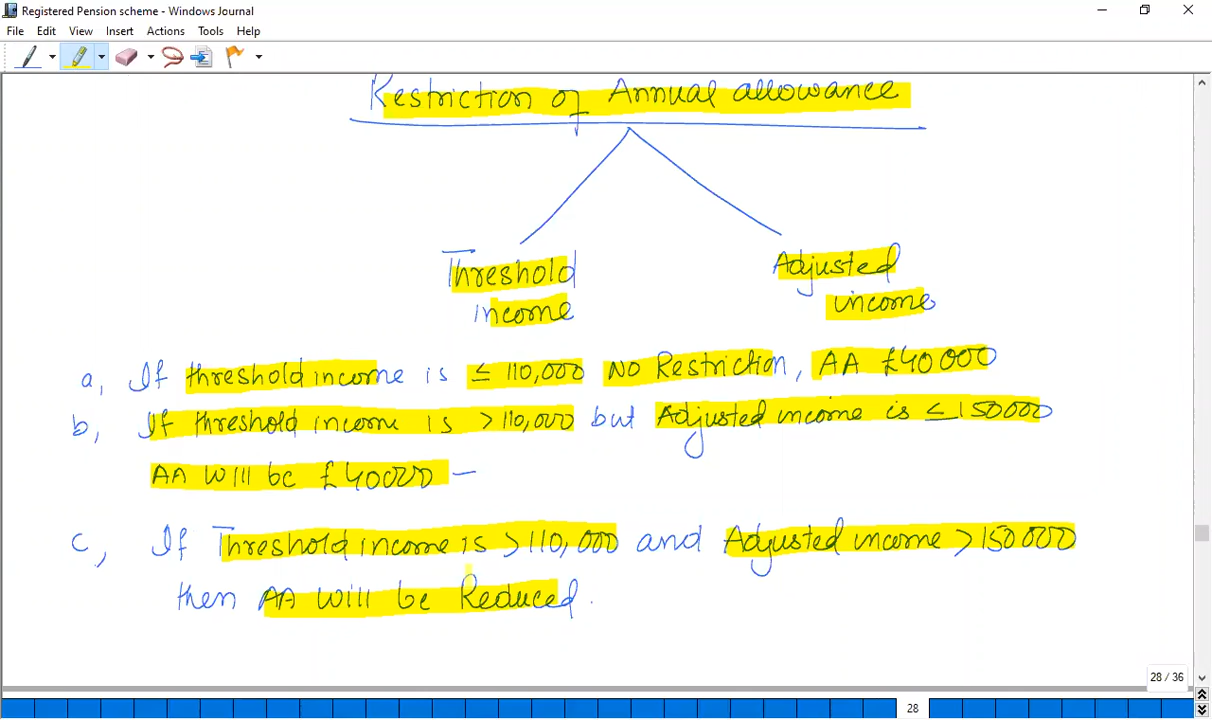 Registered Pension scheme - Windows Journal
File Edit View Insert Actions Tools Help
Restriction of Annual allowance
Threshold income
Adjusted income
a, If threshold income is ≤ 110,000 NO Restriction, AA £40000
b, If threshold income is >110,000 but Adjusted income is ≤150000
AA will be £40000 -
c, If Threshold income is >110,000 and Adjusted income >150000
then AA will be Reduced.
28 / 36
28